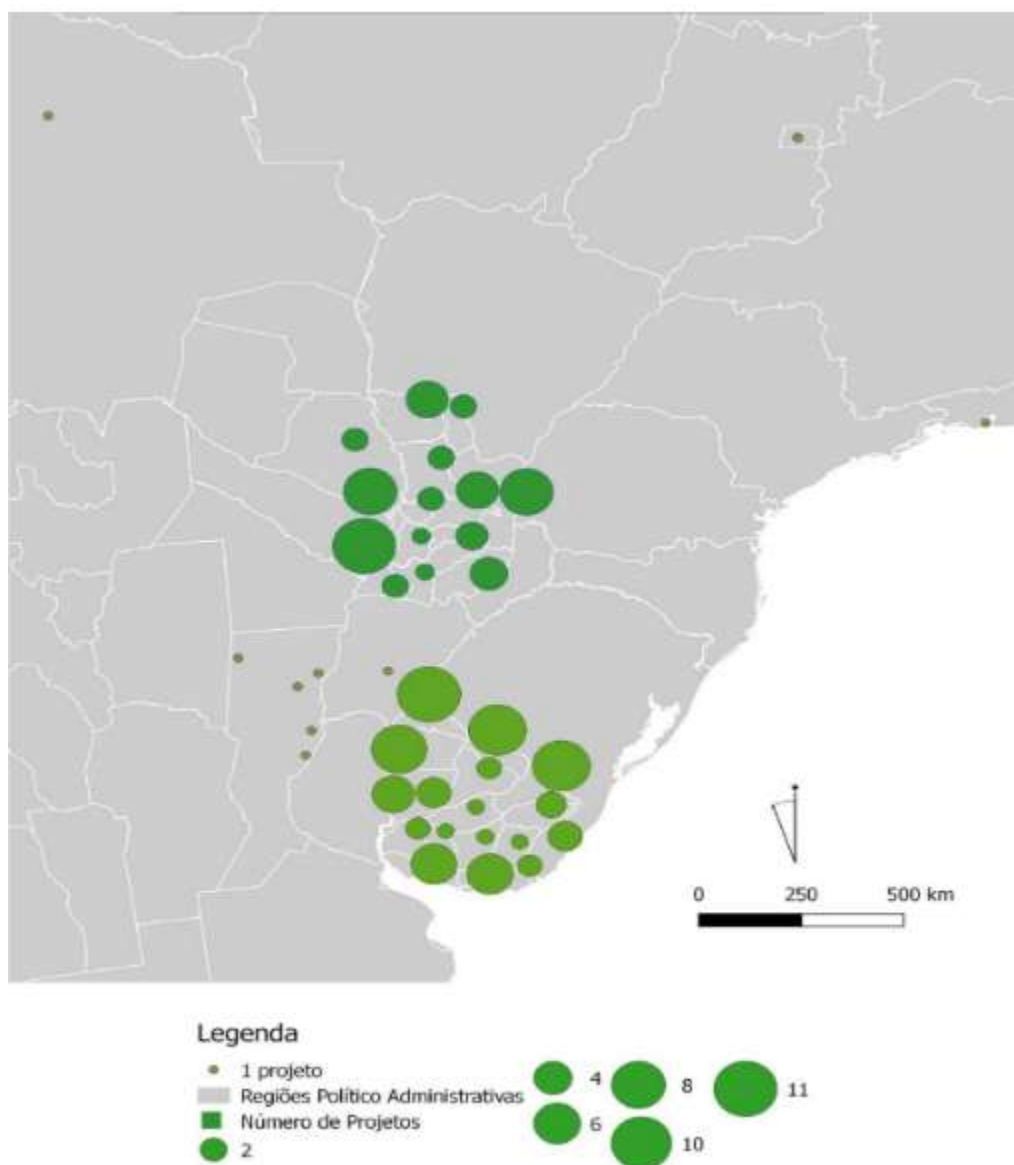 0 250 500 km
Legenda
1 projeto
Regiões Político Administrativas
Número de Projetos
2
4
6
8
10
11